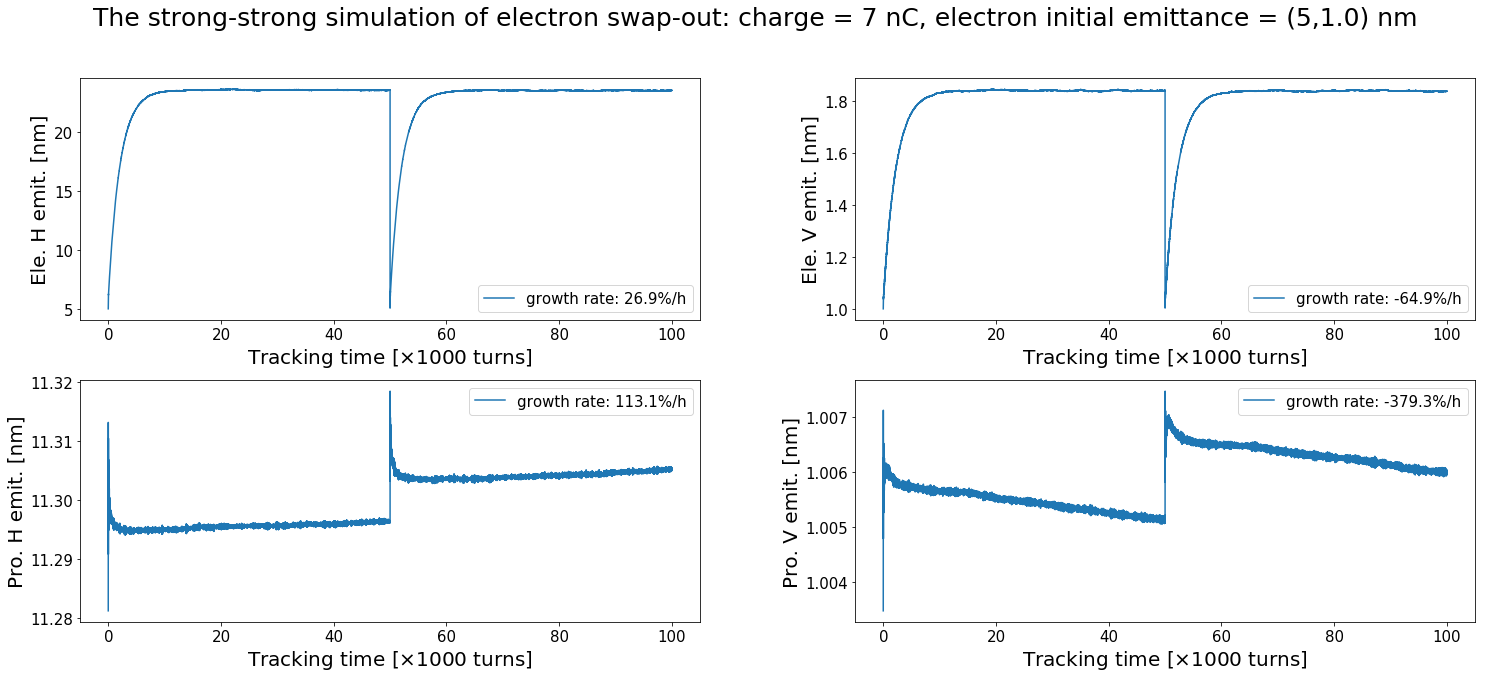 The strong-strong simulation of electron swap-out: charge = 7 nC, electron initial emittance = (5,1.0) nm
Ele. H emit. [nm]
20
15
10
5
growth rate: 26.9%/h
0 20 40 60 80 100
Tracking time [×1000 turns]
Ele. V emit. [nm]
1.8
1.6
1.4
1.2
1.0
growth rate: -64.9%/h
0 20 40 60 80 100
Tracking time [×1000 turns]
Pro. H emit. [nm]
11.32
11.31
11.30
11.29
11.28
growth rate: 113.1%/h
0 20 40 60 80 100
Tracking time [×1000 turns]
Pro. V emit. [nm]
1.007
1.006
1.005
1.004
growth rate: -379.3%/h
0 20 40 60 80 100
Tracking time [×1000 turns]